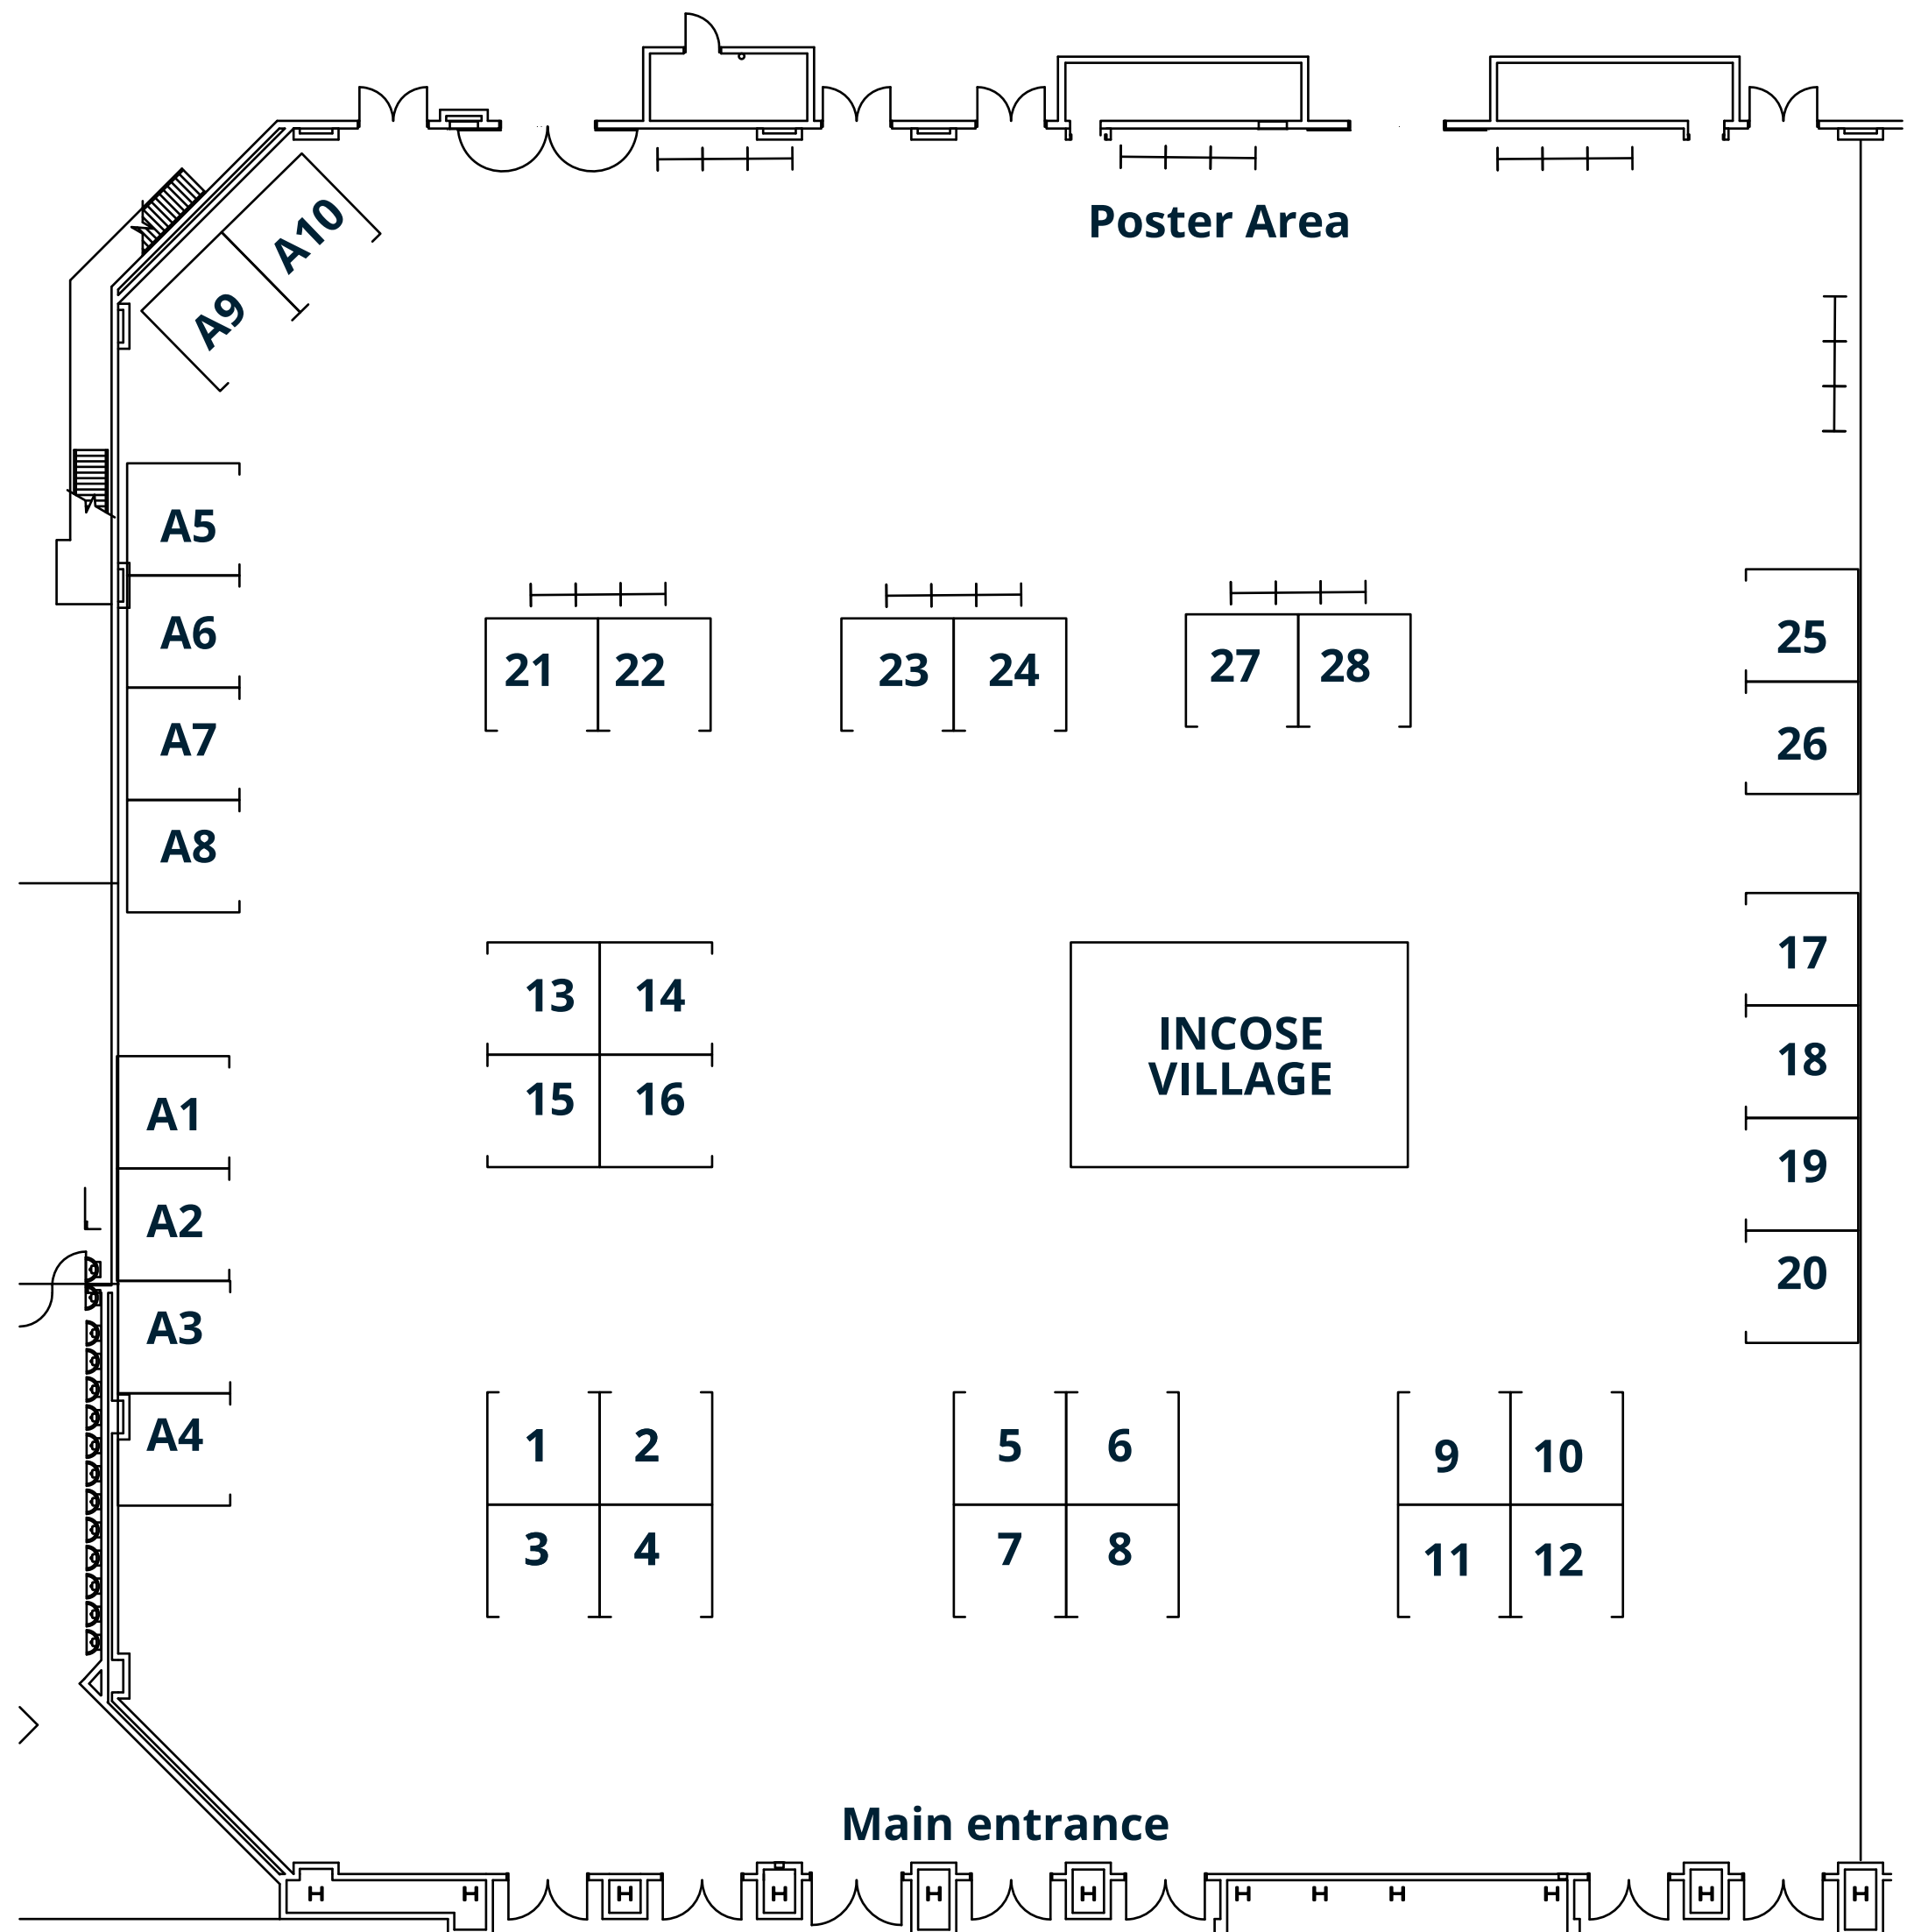 Poster Area
A10
A9
A5
A6
A7
A8
21 22
23 24
27 28
25
26
13 14
15 16
INCOSE
VILLAGE
17
18
19
20
A1
A2
A3
A4
1 2
3 4
5 6
7 8
9 10
11 12
Main entrance
H H H H H H H H H H H H